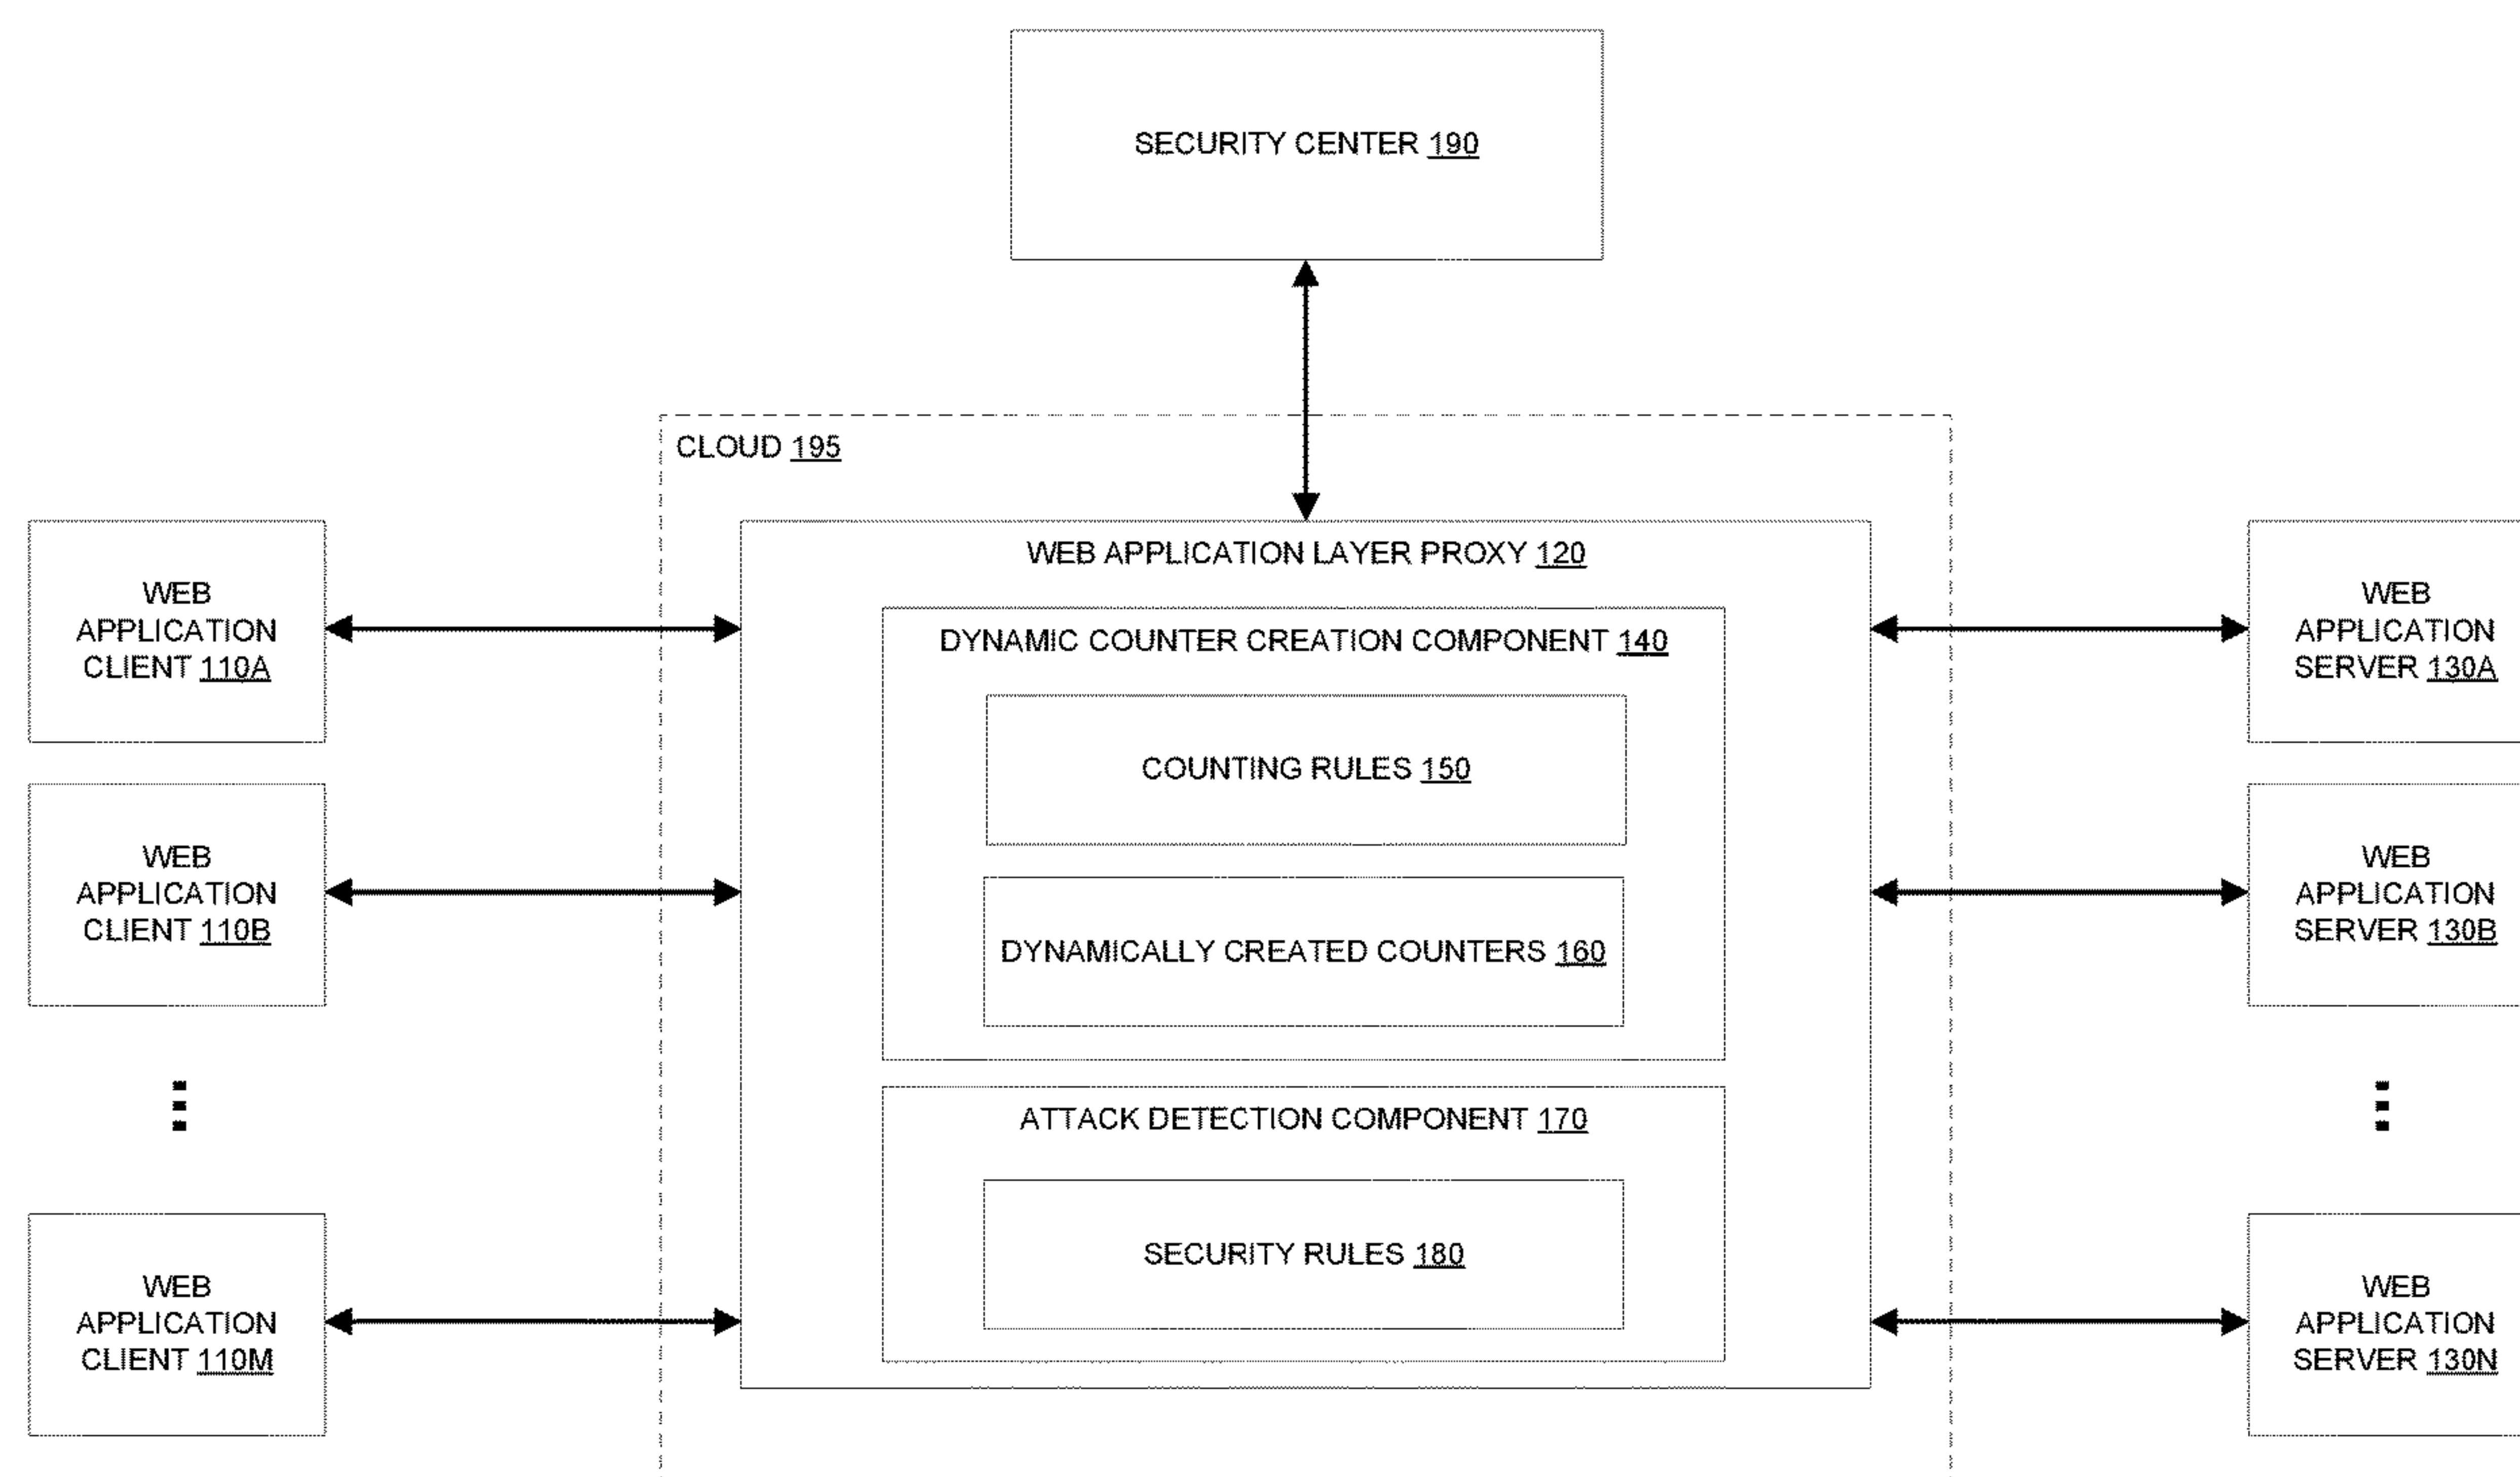 SECURITY CENTER 190
CLOUD 195
WEB APPLICATION LAYER PROXY 120
DYNAMIC COUNTER CREATION COMPONENT 140
COUNTING RULES 150
DYNAMICALLY CREATED COUNTERS 160
ATTACK DETECTION COMPONENT 170
SECURITY RULES 180
WEB
APPLICATION
CLIENT 110A
WEB
APPLICATION
CLIENT 110B
WEB
APPLICATION
CLIENT 110M
WEB
APPLICATION
SERVER 130A
WEB
APPLICATION
SERVER 130B
WEB
APPLICATION
SERVER 130N